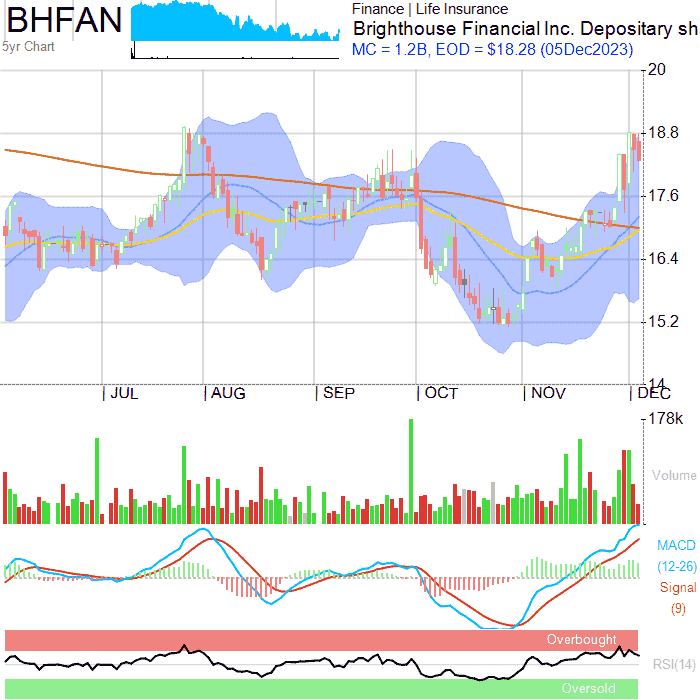 BHFAN
5yr Chart
Finance | Life Insurance
Brighthouse Financial Inc. Depositary sh
MC = 1.2B, EOD = $18.28 (05Dec2023)
20
18.8
17.6
16.4
15.2
14
JUL AUG SEP OCT NOV DEC
178k
Volume
MACD
(12-26)
Signal
(9)
Overbought
RSI(14)
Oversold